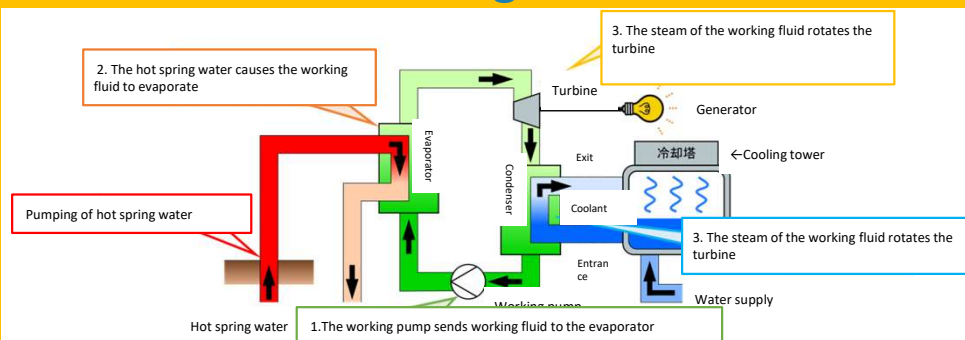 3. The steam of the working fluid rotates the
turbine
2. The hot spring water causes the working
fluid to evaporate
Turbine
Generator
Evaporator
Condenser
Exit
冷却塔
←Cooling tower
Pumping of hot spring water
Coolant
3. The steam of the working fluid rotates the
turbine
Entran
ce
Working pump
Water supply
Hot spring water
1.The working pump sends working fluid to the evaporator